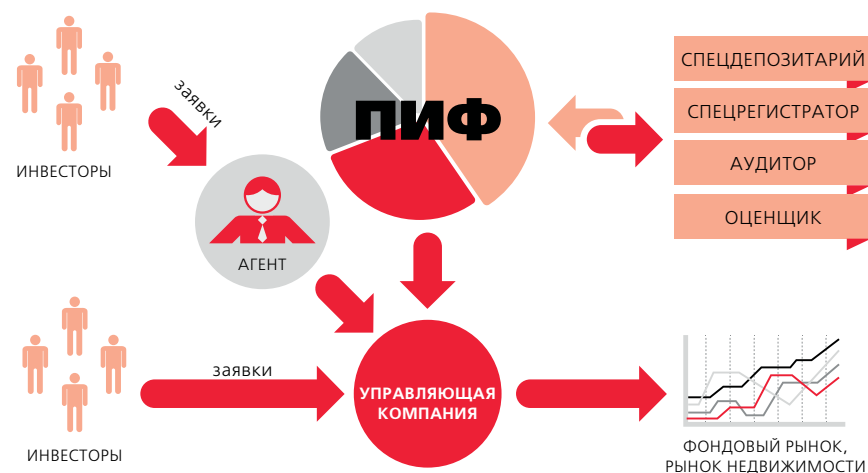 ИНВЕСТОРЫ
заявки
АГЕНТ
ПИФ
СПЕЦДЕПОЗИТАРИЙ
СПЕЦРЕГИСТРАТОР
АУДИТОР
ОЦЕНЩИК
ИНВЕСТОРЫ
заявки
УПРАВЛЯЮЩАЯ
КОМПАНИЯ
ФОНДОВЫЙ РЫНОК,
РЫНОК НЕДВИЖИМОСТИ